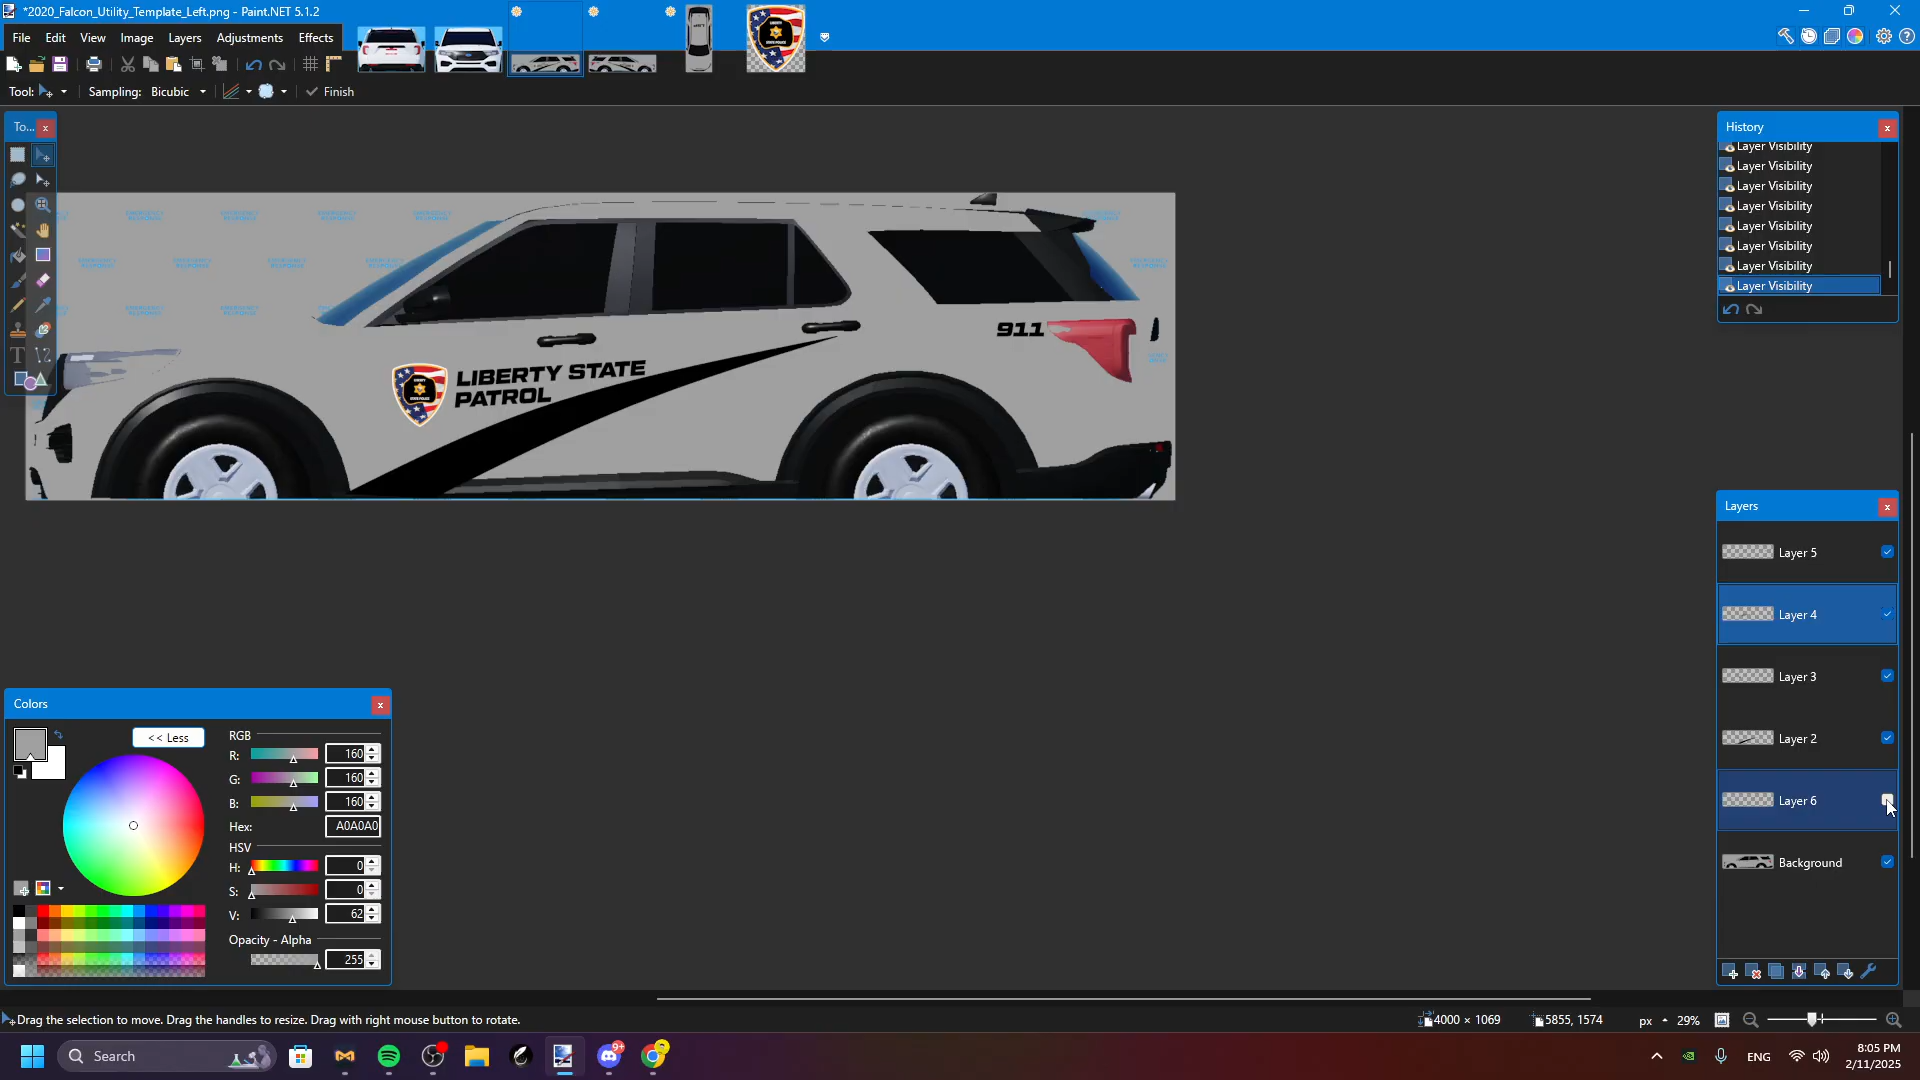 *2020_Falcon_Utility_Template_Left.png - Paint.NET 5.1.2
File Edit View Image Layers Adjustments Effects
Tool: Sampling: Bicubic Finish
To...
History
Layer Visibility
Layer Visibility
Layer Visibility
Layer Visibility
Layer Visibility
Layer Visibility
Layer Visibility
Layer Visibility
911
LIBERTY STATE
PATROL
Layers
Layer 5
Layer 4
Layer 3
Layer 2
Layer 6
Background
Colors
<< Less
RGB
R: 160
G: 160
B: 160
Hex: A0A0A0
HSV
H: 0
S: 0
V: 62
Opacity - Alpha
255
Drag the selection to move. Drag the handles to resize. Drag with right mouse button to rotate.
4000 × 1069
5855, 1574
px
29%
Search
9+
ENG
8:05 PM
2/11/2025